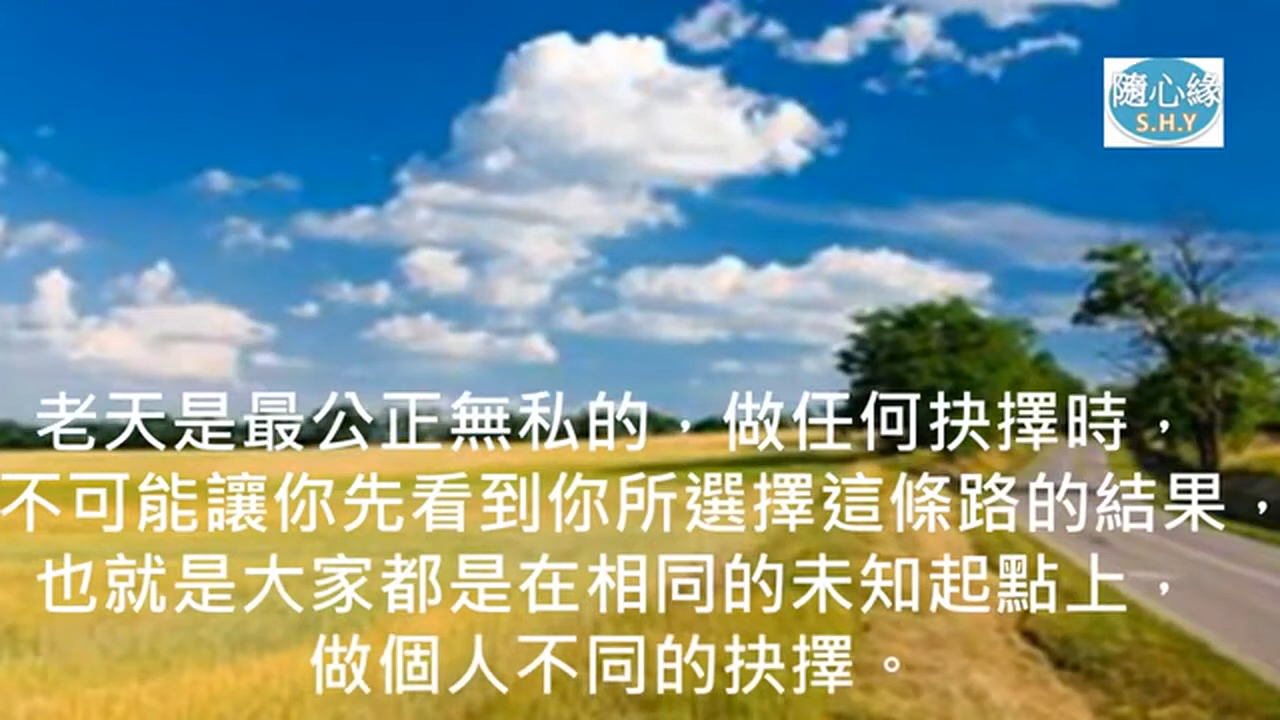 隨心緣
S.H.Y
老天是最公正無私的，做任何抉擇時，
不可能讓你先看到你所選擇這條路的結果，
也就是大家都是在相同的未知起點上，
做個人不同的抉擇。